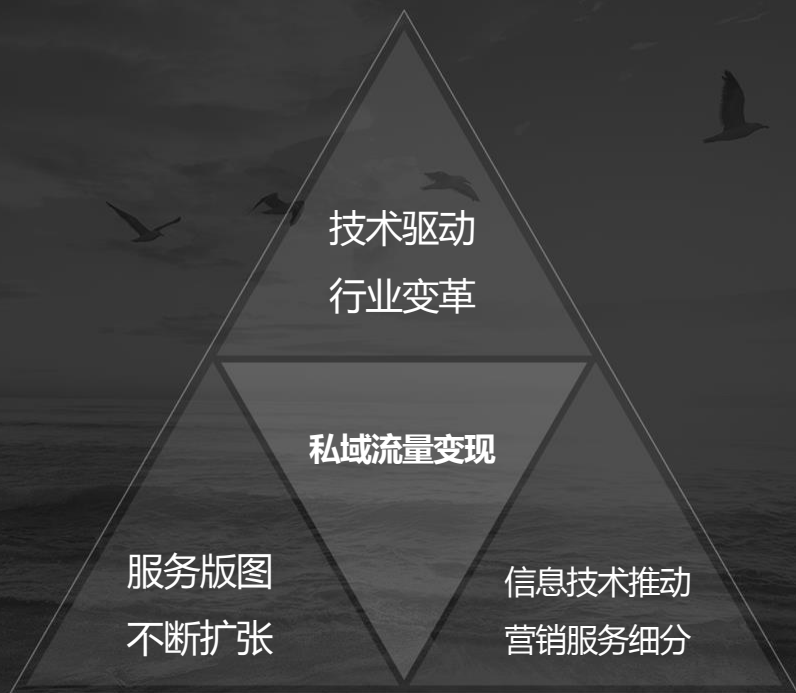 技术驱动
行业变革
私域流量变现
服务版图
不断扩张
信息技术推动
营销服务细分